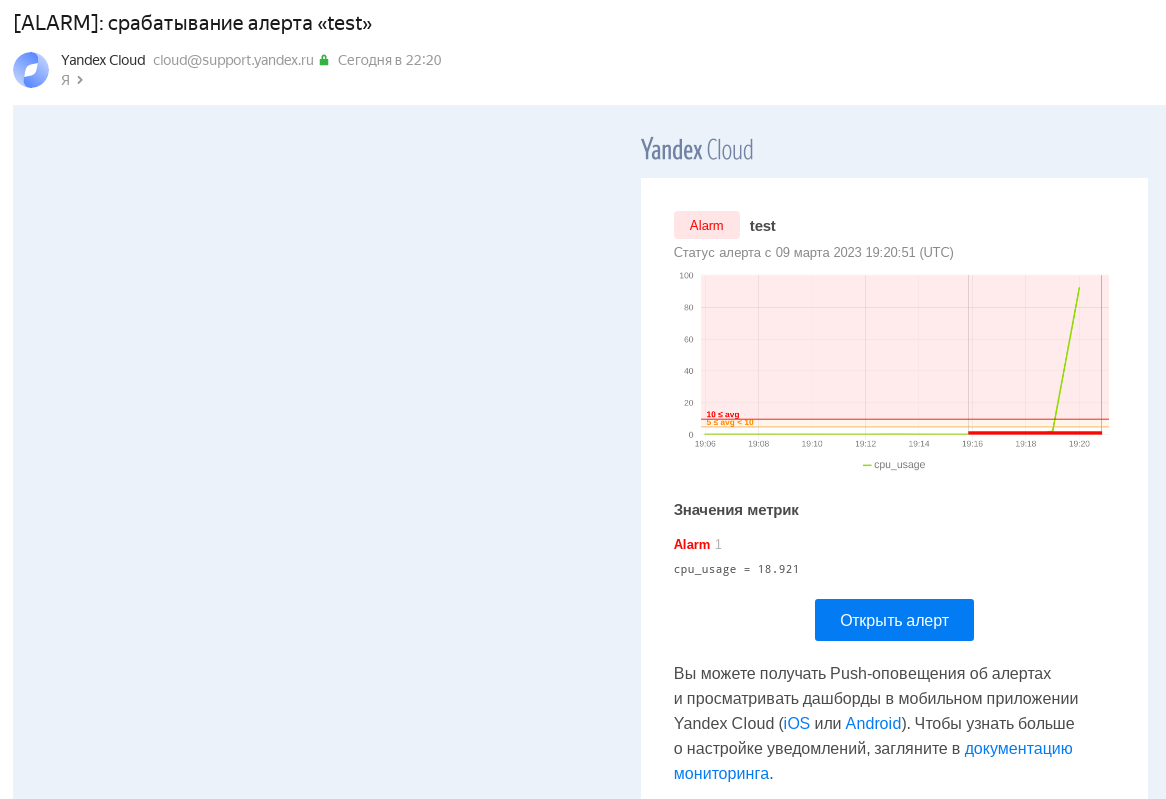 [ALARM]: срабатывание алерта «test»
Yandex Cloud cloud@support.yandex.ru Сегодня в 22:20
Я
Yandex Cloud
Alarm test
Статус алерта с 09 марта 2023 19:20:51 (UTC)
100
80
60
40
20
10 ≤ avg
5 ≤ avg < 10
0
19:06 19:08 19:10 19:12 19:14 19:16 19:18 19:20
cpu_usage
Значения метрик
Alarm 1
cpu_usage = 18.921
Открыть алерт
Вы можете получать Push-оповещения об алертах
и просматривать дашборды в мобильном приложении
Yandex Cloud (iOS или Android). Чтобы узнать больше
о настройке уведомлений, загляните в документацию
мониторинга.